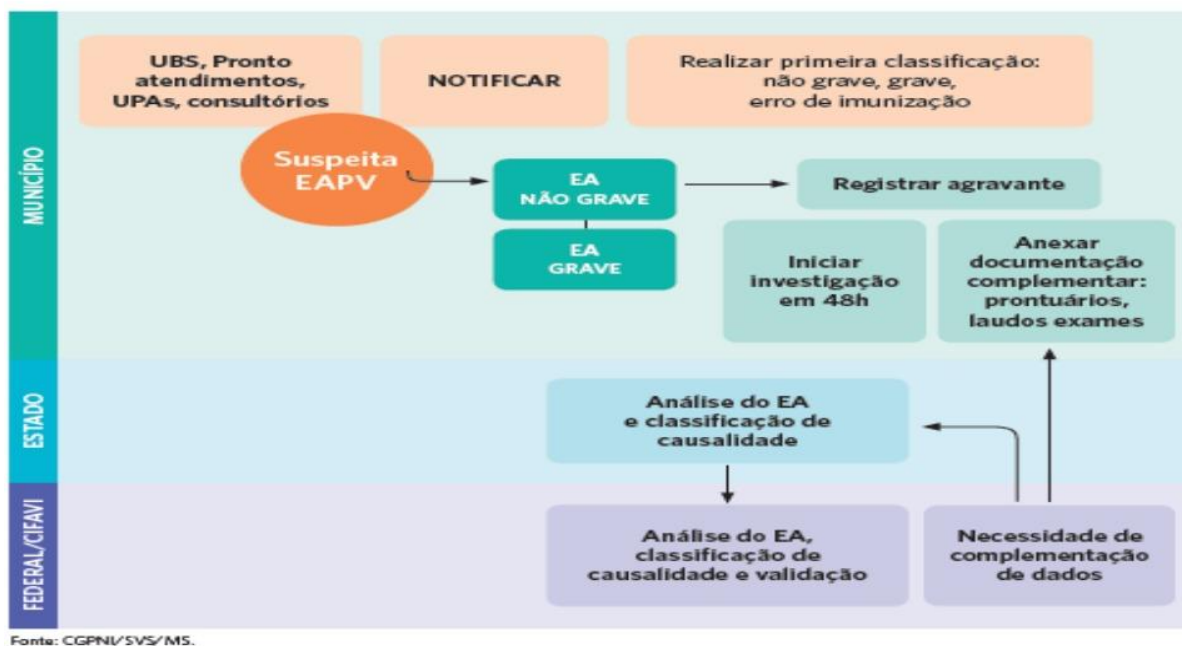 MUNICÍPIO
UBS, Pronto
atendimentos,
UPAs, consultórios
NOTIFICAR
Realizar primeira classificação:
não grave, grave,
erro de imunização
Suspeita
EAPV
EA
NÃO GRAVE
Registrar agravante
EA
GRAVE
Iniciar
investigação
em 48h
Anexar
documentação
complementar:
prontuários,
laudos exames
ESTADO
Análise do EA
e classificação de
causalidade
FEDERAL/CIFAVI
Análise do EA,
classificação de
causalidade e validação
Necessidade de
complementação
de dados
Fonte: CGPNI/SVS/MS.